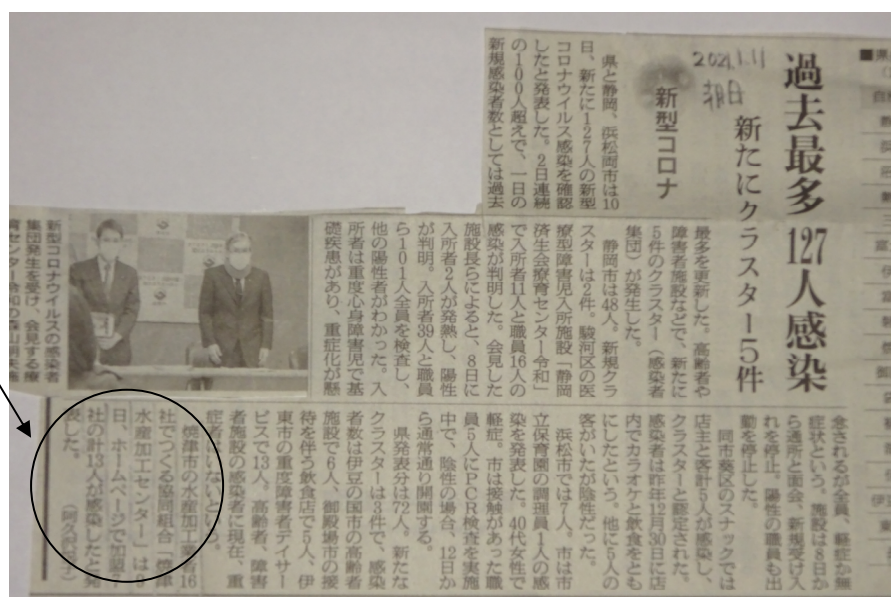 過去最多 127人感染
新たにクラスター5件
2021.1.11
朝日
新型コロナ
県と静岡、浜松両市は10
日、新たに127人の新型
コロナウイルス感染を確認
したと発表した。2日連続
の100人超えで、一日の
新規感染者数としては過去
最多を更新した。高齢者や
障害者施設などで、新たに
5件のクラスター(感染者
集団)が発生した。
静岡市は48人。新規クラ
スターは2件。駿河区の医
療型障害児入所施設「静岡
済生会療育センター令和」
で入所者11人と職員16人の
感染が判明した。会見した
施設長らによると、8日に
入所者2人が発熱し、陽性
が判明。入所者39人と職員
ら101人全員を検査し、
他の陽性者がわかった。入
所者は重度心身障害児で基
礎疾患があり、重症化が懸
念されるが全員、軽症か無
症状という。施設は8日か
ら通所と面会、新規受け入
れを停止。陽性の職員も出
勤を停止した。
同市葵区のスナックでは
店主と客計5人が感染し、
クラスターと認定された。
感染者は昨年12月30日に店
内でカラオケと飲食をとも
にしたという。他に5人の
客がいたが陰性だった。
浜松市では7人。市は市
立保育園の調理員1人の感
染を発表した。40代女性で
軽症。市は接触があった職
員5人にPCR検査を実施
中で、陰性の場合、12日か
ら通常通り開園する。
県発表分は72人。新たな
クラスターは3件で、感染
者数は伊豆の国市の高齢者
施設で6人、御殿場市の接
待を伴う飲食店で5人、伊
東市の重度障害者デイサー
ビスで13人。高齢者、障害
者施設の感染者に現在、重
症者はいないという。
焼津市の水産加工業者16
社でつくる協同組合「焼津
水産加工センター」は
日、ホームページで加盟
社の計13人が感染したと発
表した。
新型コロナウイルスの感染者
集団発生を受け、会見する療
育センター令和の